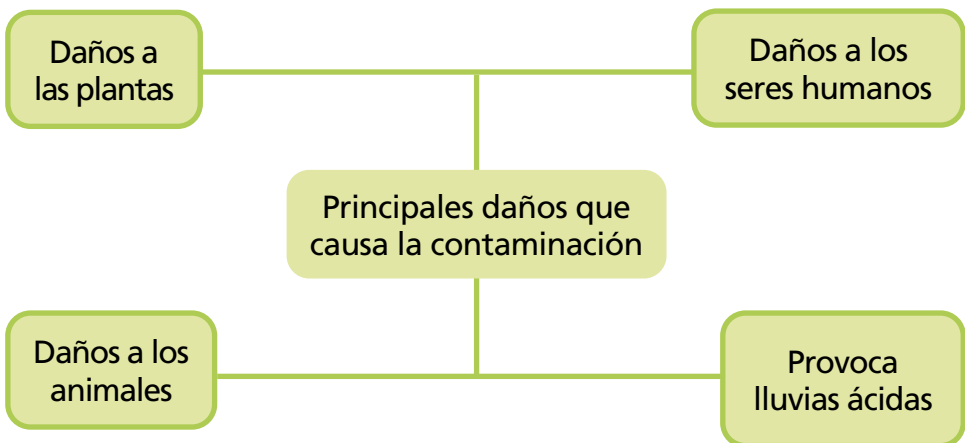 Daños a
las plantas
Daños a los
seres humanos
Principales daños que
causa la contaminación
Daños a los
animales
Provoca
lluvias ácidas